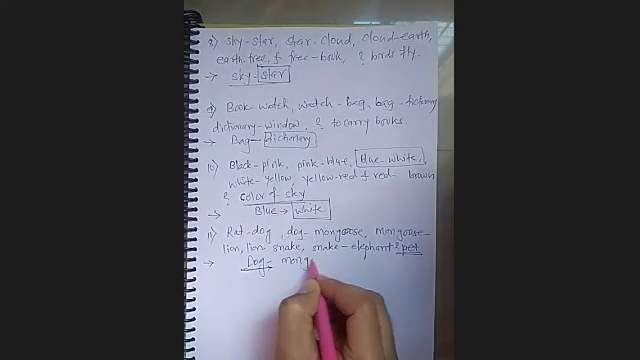 8) Sky-star, star-cloud, cloud-earth,
earth-tree, & tree-book, ? birds fly.
→ sky-star
9) Book-watch, watch-bag, bag-dictionary
dictionary-window, ? to carry books.
→ Bag- dictionary
10) Black-pink, pink-blue, Blue-white,
white-yellow yellow-red & red- brown
? color of sky
→ Blue → white
11) Rat-dog, dog-mongoose, mongoose-
lion, lion snake, snake-elephant ? pet
→ Dog- mong